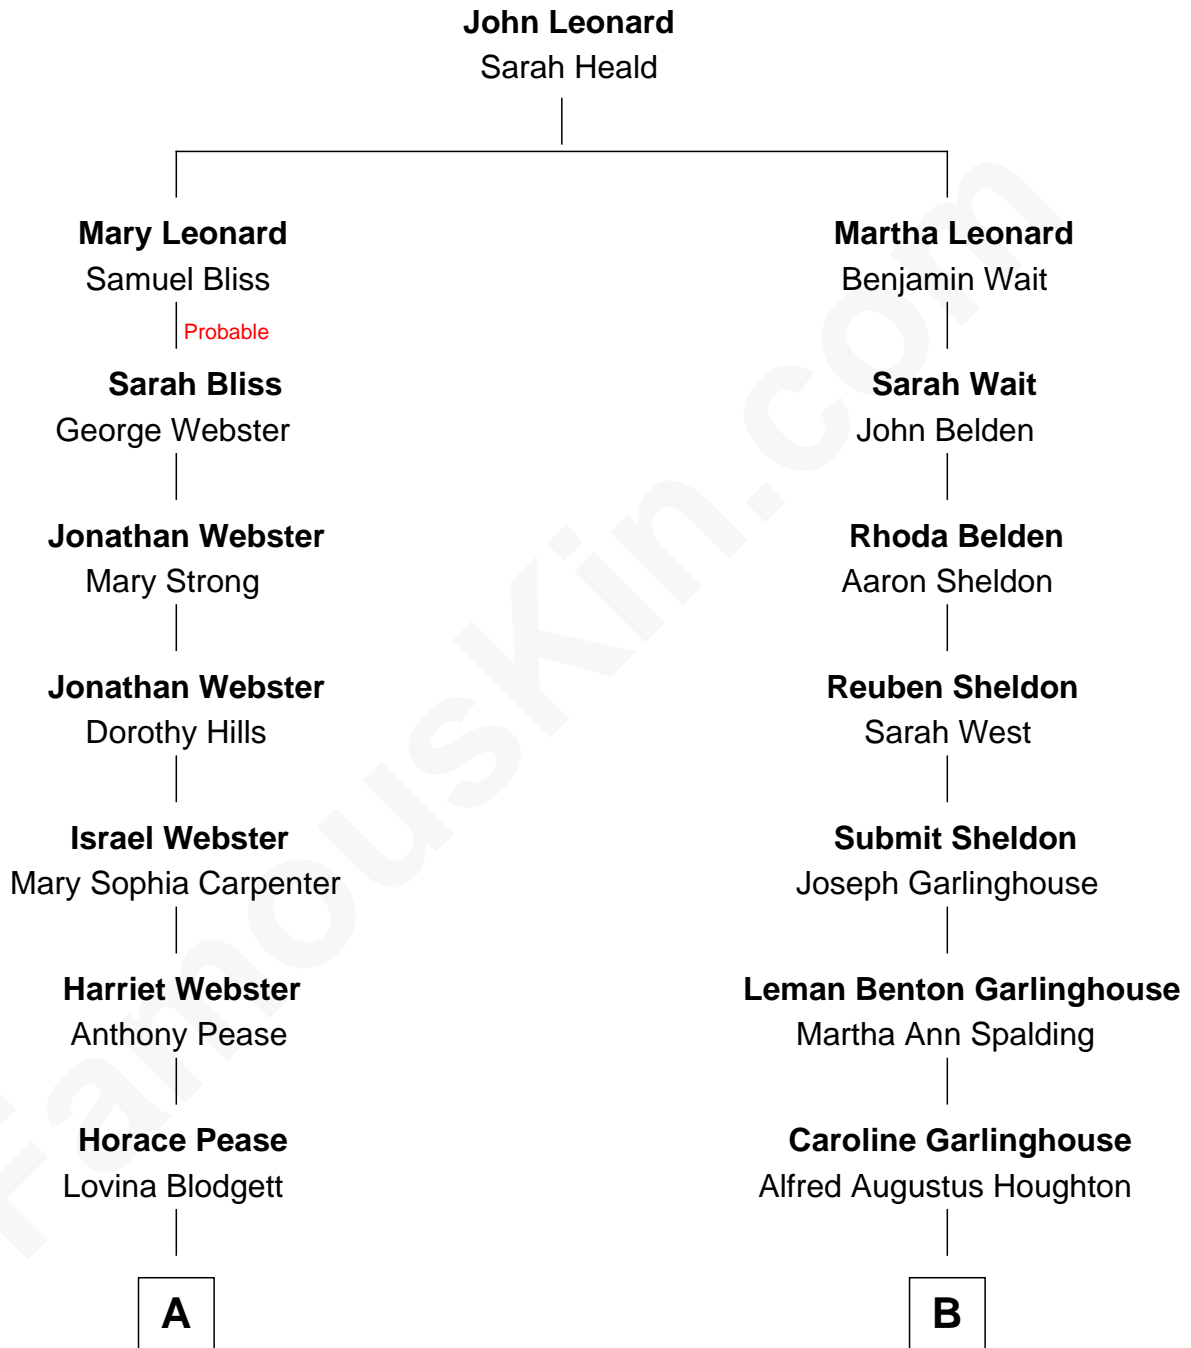 John Leonard
Sarah Heald
Mary Leonard
Samuel Bliss
Probable
Sarah Bliss
George Webster
Jonathan Webster
Mary Strong
Jonathan Webster
Dorothy Hills
Israel Webster
Mary Sophia Carpenter
Harriet Webster
Anthony Pease
Horace Pease
Lovina Blodgett
A
Martha Leonard
Benjamin Wait
Sarah Wait
John Belden
Rhoda Belden
Aaron Sheldon
Reuben Sheldon
Sarah West
Submit Sheldon
Joseph Garlinghouse
Leman Benton Garlinghouse
Martha Ann Spalding
Caroline Garlinghouse
Alfred Augustus Houghton
B
FamousKin.com